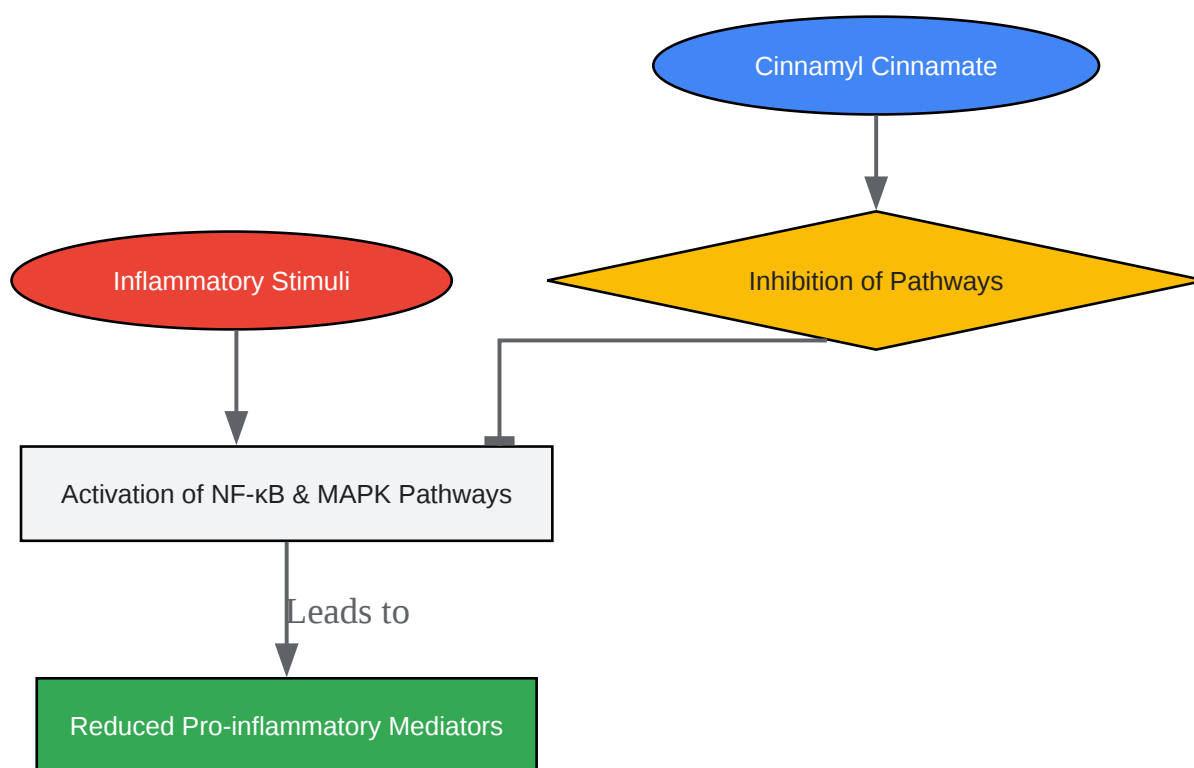 Cinnamyl Cinnamate
Inflammatory Stimuli
Inhibition of Pathways
Activation of NF-κB & MAPK Pathways
Leads to
Reduced Pro-inflammatory Mediators